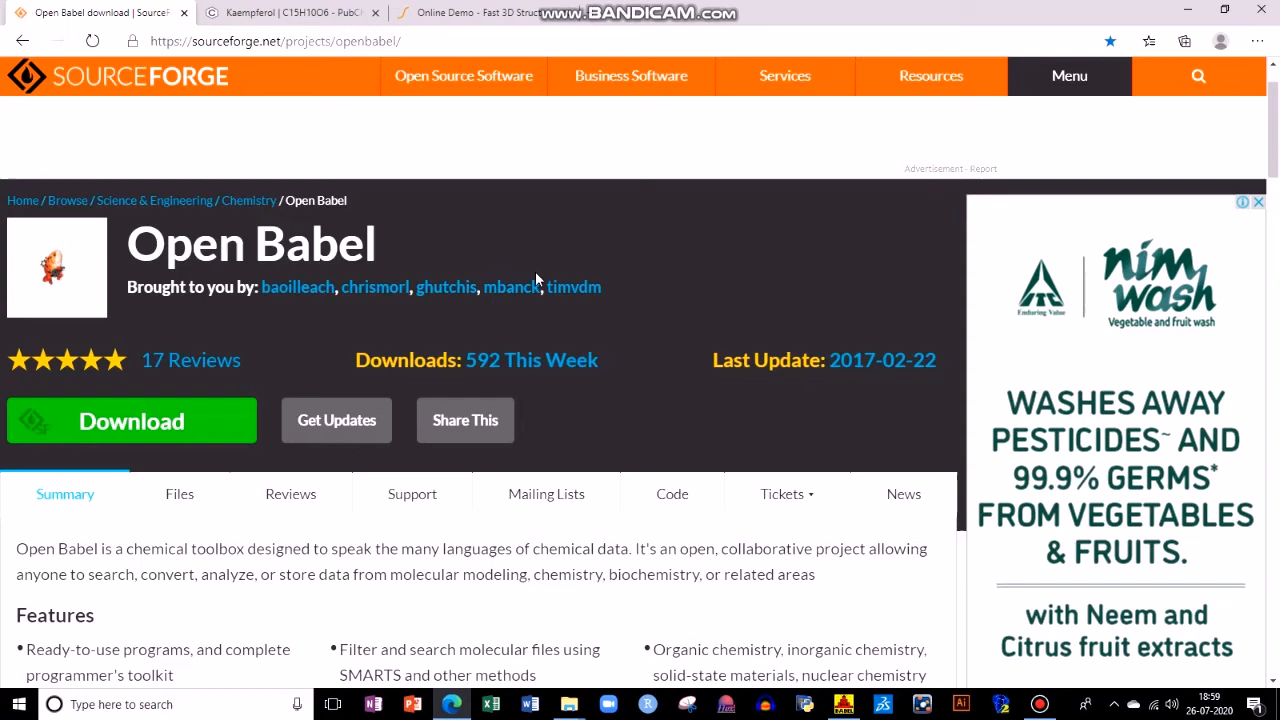 Open Babel download | SourceF
Kaempferol | C15H10O6 - PubC
Online Demo - Fast 3D Struct
www.BANDICAM.com
https://sourceforge.net/projects/openbabel/
SOURCEFORGE
Open Source Software
Business Software
Services
Resources
Menu
Advertisement - Report
Home / Browse / Science & Engineering / Chemistry / Open Babel
Open Babel
Brought to you by: baoilleach, chrismorl, ghutchis, mbanck, timvdm
17 Reviews
Downloads: 592 This Week
Last Update: 2017-02-22
Download
Get Updates
Share This
Summary
Files
Reviews
Support
Mailing Lists
Code
Tickets
News
Open Babel is a chemical toolbox designed to speak the many languages of chemical data. It's an open, collaborative project allowing
anyone to search, convert, analyze, or store data from molecular modeling, chemistry, biochemistry, or related areas
Features
• Ready-to-use programs, and complete
programmer's toolkit
• Filter and search molecular files using
SMARTS and other methods
• Organic chemistry, inorganic chemistry,
solid-state materials, nuclear chemistry
Enduring Value
nim
wash
Vegetable and fruit wash
WASHES AWAY
PESTICIDES~ AND
99.9% GERMS*
FROM VEGETABLES
& FRUITS.
with Neem and
Citrus fruit extracts
Type here to search
BABEL
18:59
26-07-2020